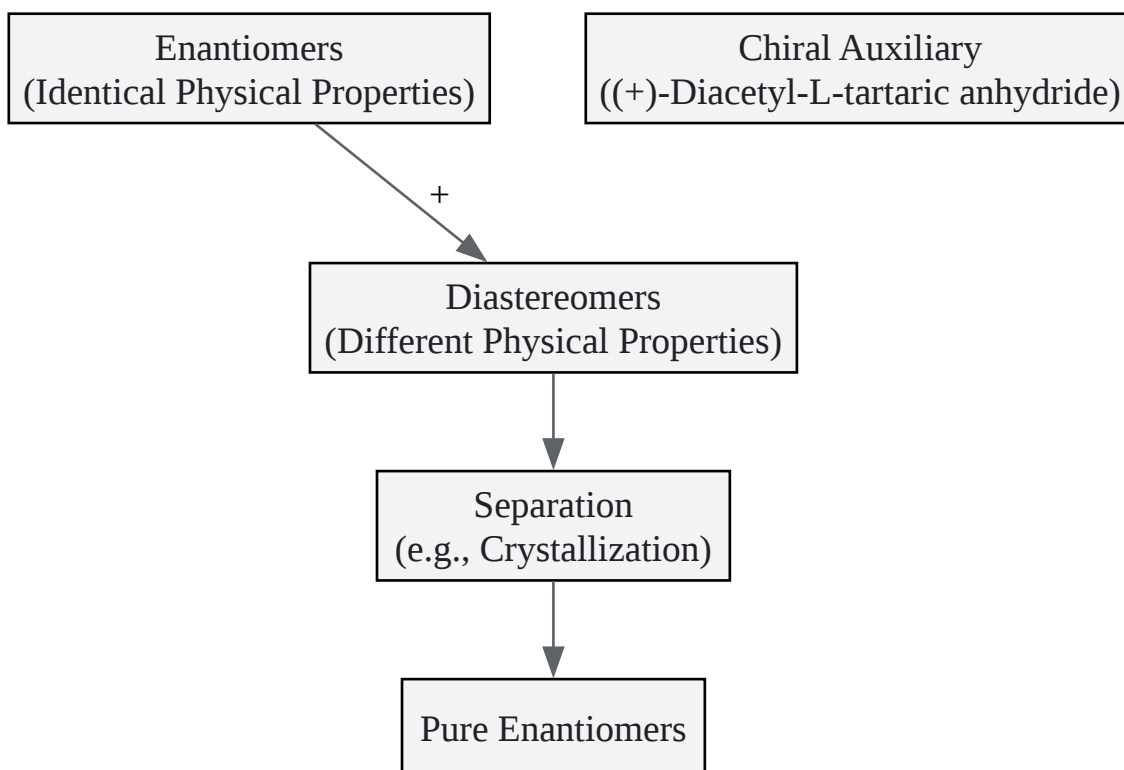 Enantiomers
(Identical Physical Properties)
Chiral Auxiliary
((+)-Diacetyl-L-tartaric anhydride)
+
Diastereomers
(Different Physical Properties)
Separation
(e.g., Crystallization)
Pure Enantiomers